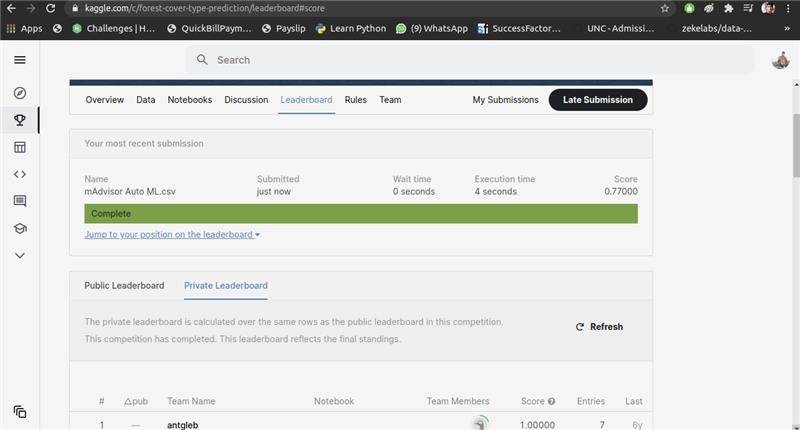 kaggle.com/c/forest-cover-type-prediction/leaderboard#score
Apps Challenges | H... QuickBillPaym... Payslip Learn Python (9) WhatsApp SuccessFactor... UNC - Admissi... zekelabs/data-...
Search
Overview Data Notebooks Discussion Leaderboard Rules Team My Submissions Late Submission
Your most recent submission
Name Submitted Wait time Execution time Score
mAdvisor Auto ML.csv just now 0 seconds 4 seconds 0.77000
Complete
Jump to your position on the leaderboard
Public Leaderboard Private Leaderboard
The private leaderboard is calculated over the same rows as the public leaderboard in this competition.
Refresh
This competition has completed. This leaderboard reflects the final standings.
# △pub Team Name Notebook Team Members Score Entries Last
1 — antgleb 1.00000 7 6y